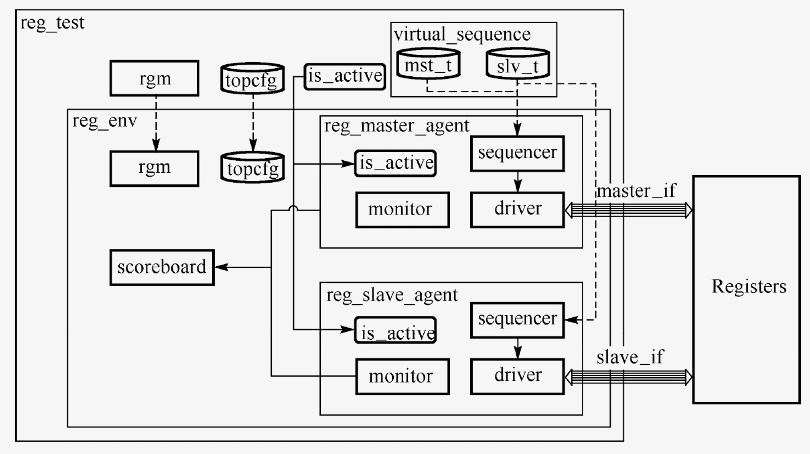 reg_test
virtual_sequence
mst_t
slv_t
rgm
topcfg
is_active
reg_env
reg_master_agent
rgm
topcfg
is_active
sequencer
monitor
driver
master_if
scoreboard
Registers
reg_slave_agent
is_active
sequencer
monitor
driver
slave_if